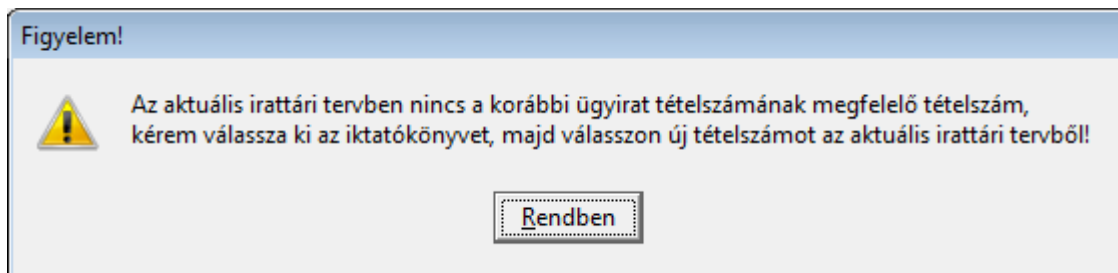 Figyelem!
Az aktuális irattári tervben nincs a korábbi ügyirat tételszámának megfelelő tételszám,
kérem válassza ki az iktatókönyvet, majd válasszon új tételszámot az aktuális irattári tervből!
Rendben